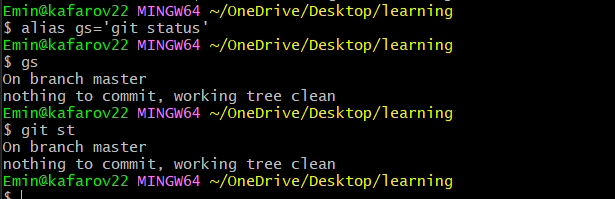 Emin@kafarov22 MINGW64 ~/OneDrive/Desktop/learning
$ alias gs='git status'
Emin@kafarov22 MINGW64 ~/OneDrive/Desktop/learning
$ gs
On branch master
nothing to commit, working tree clean
Emin@kafarov22 MINGW64 ~/OneDrive/Desktop/learning
$ git st
On branch master
nothing to commit, working tree clean
Emin@kafarov22 MINGW64 ~/OneDrive/Desktop/learning
$